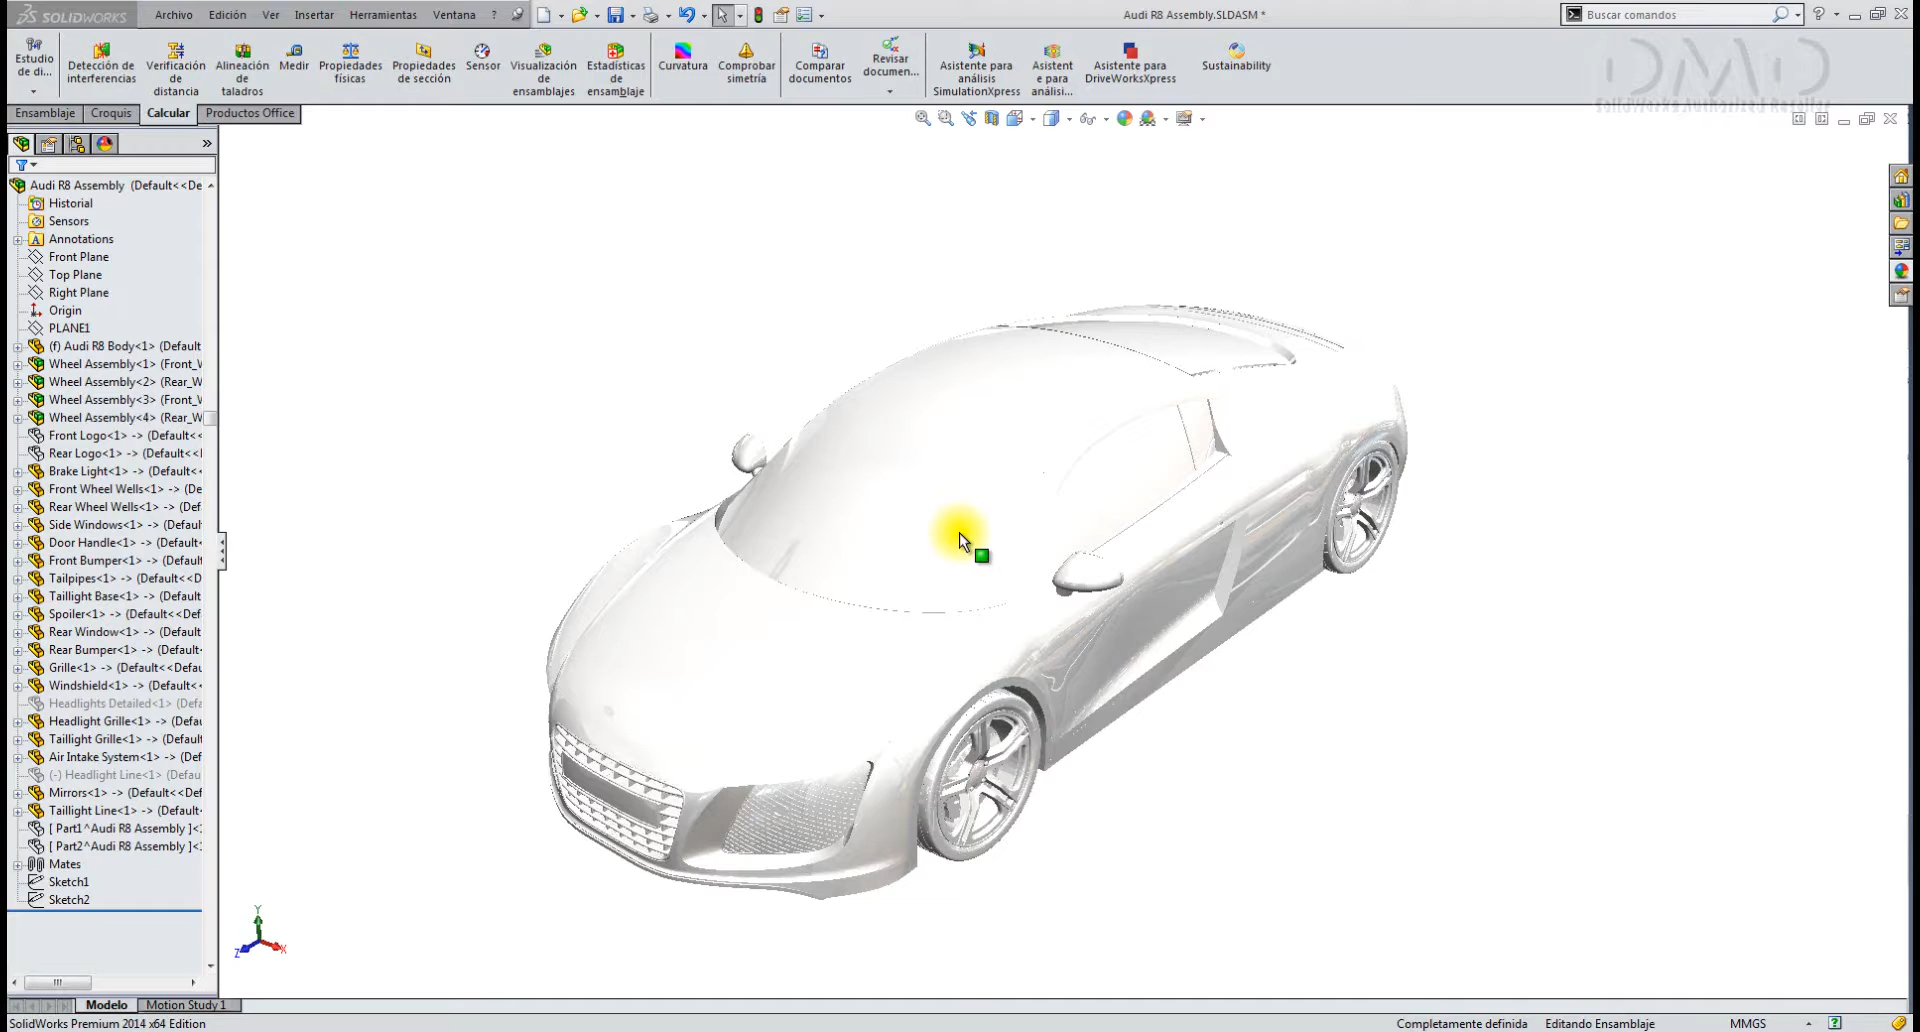 SOLIDWORKS
Archivo Edición Ver Insertar Herramientas Ventana ?
Audi R8 Assembly.SLDASM *
Buscar comandos
Estudio de di...
Detección de interferencias
Verificación de distancia
Alineación de taladros
Medir
Propiedades físicas
Propiedades de sección
Sensor
Visualización de ensamblajes
Estadísticas de ensamblaje
Curvatura
Comprobar simetría
Comparar documentos
Revisar documen...
Asistente para análisis SimulationXpress
Asistent e para análisi...
Asistente para DriveWorksXpress
Sustainability
DMD
SolidWorks Authorized Reseller
Ensamblaje Croquis Calcular Productos Office
Audi R8 Assembly (Default<<De
Historial
Sensors
Annotations
Front Plane
Top Plane
Right Plane
Origin
PLANE1
(f) Audi R8 Body<1> (Default
Wheel Assembly<1> (Front_W
Wheel Assembly<2> (Rear_W
Wheel Assembly<3> (Front_W
Wheel Assembly<4> (Rear_W
Front Logo<1> -> (Default<<
Rear Logo<1> -> (Default<<
Brake Light<1> -> (Default<<
Front Wheel Wells<1> -> (De
Rear Wheel Wells<1> -> (Defa
Side Windows<1> -> (Defaul
Door Handle<1> -> (Default<
Front Bumper<1> -> (Default
Tailpipes<1> -> (Default<<D
Taillight Base<1> -> (Default
Spoiler<1> -> (Default<<Def
Rear Window<1> -> (Default
Rear Bumper<1> -> (Default
Grille<1> -> (Default<<Defau
Windshield<1> -> (Default<<
Headlights Detailed<1> (Defa
Headlight Grille<1> -> (Defau
Taillight Grille<1> -> (Default
Air Intake System<1> -> (Def
(-) Headlight Line<1> (Defau
Mirrors<1> -> (Default<<Def
Taillight Line<1> -> (Default
[ Part1^Audi R8 Assembly ]<1
[ Part2^Audi R8 Assembly ]<1
Mates
Sketch1
Sketch2
Y
Z X
Modelo Motion Study 1
SolidWorks Premium 2014 x64 Edition
Completamente definida Editando Ensamblaje MMGS